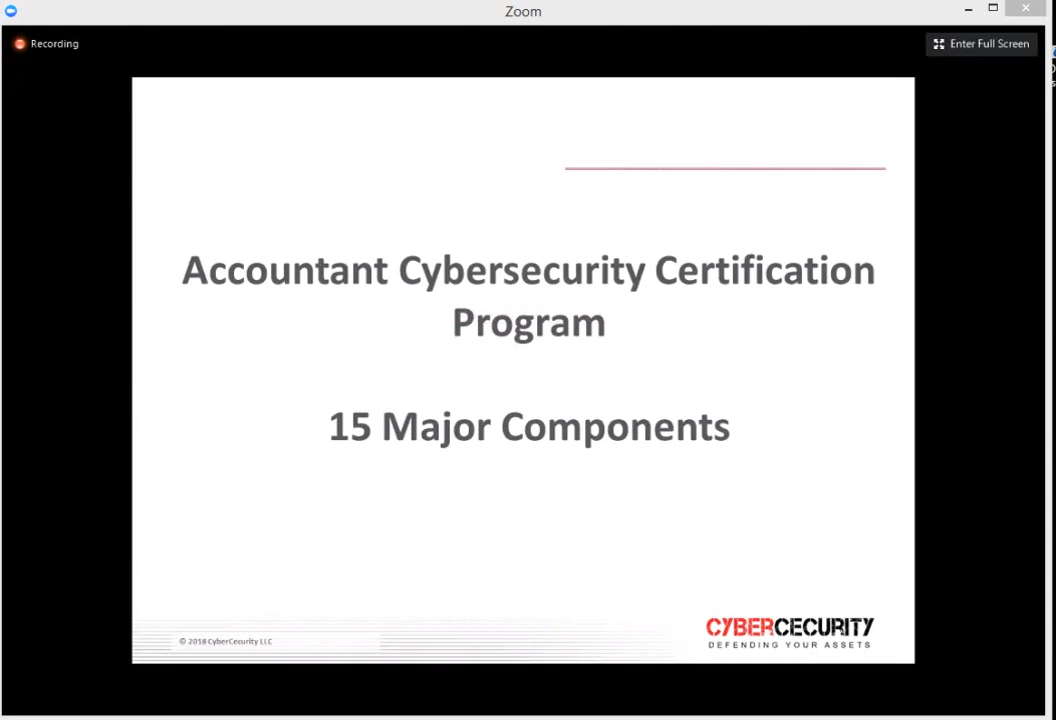 Zoom
Recording
Enter Full Screen
Accountant Cybersecurity Certification
Program
15 Major Components
© 2018 CyberCecurity LLC
CYBERCECURITY
DEFENDING YOUR ASSETS